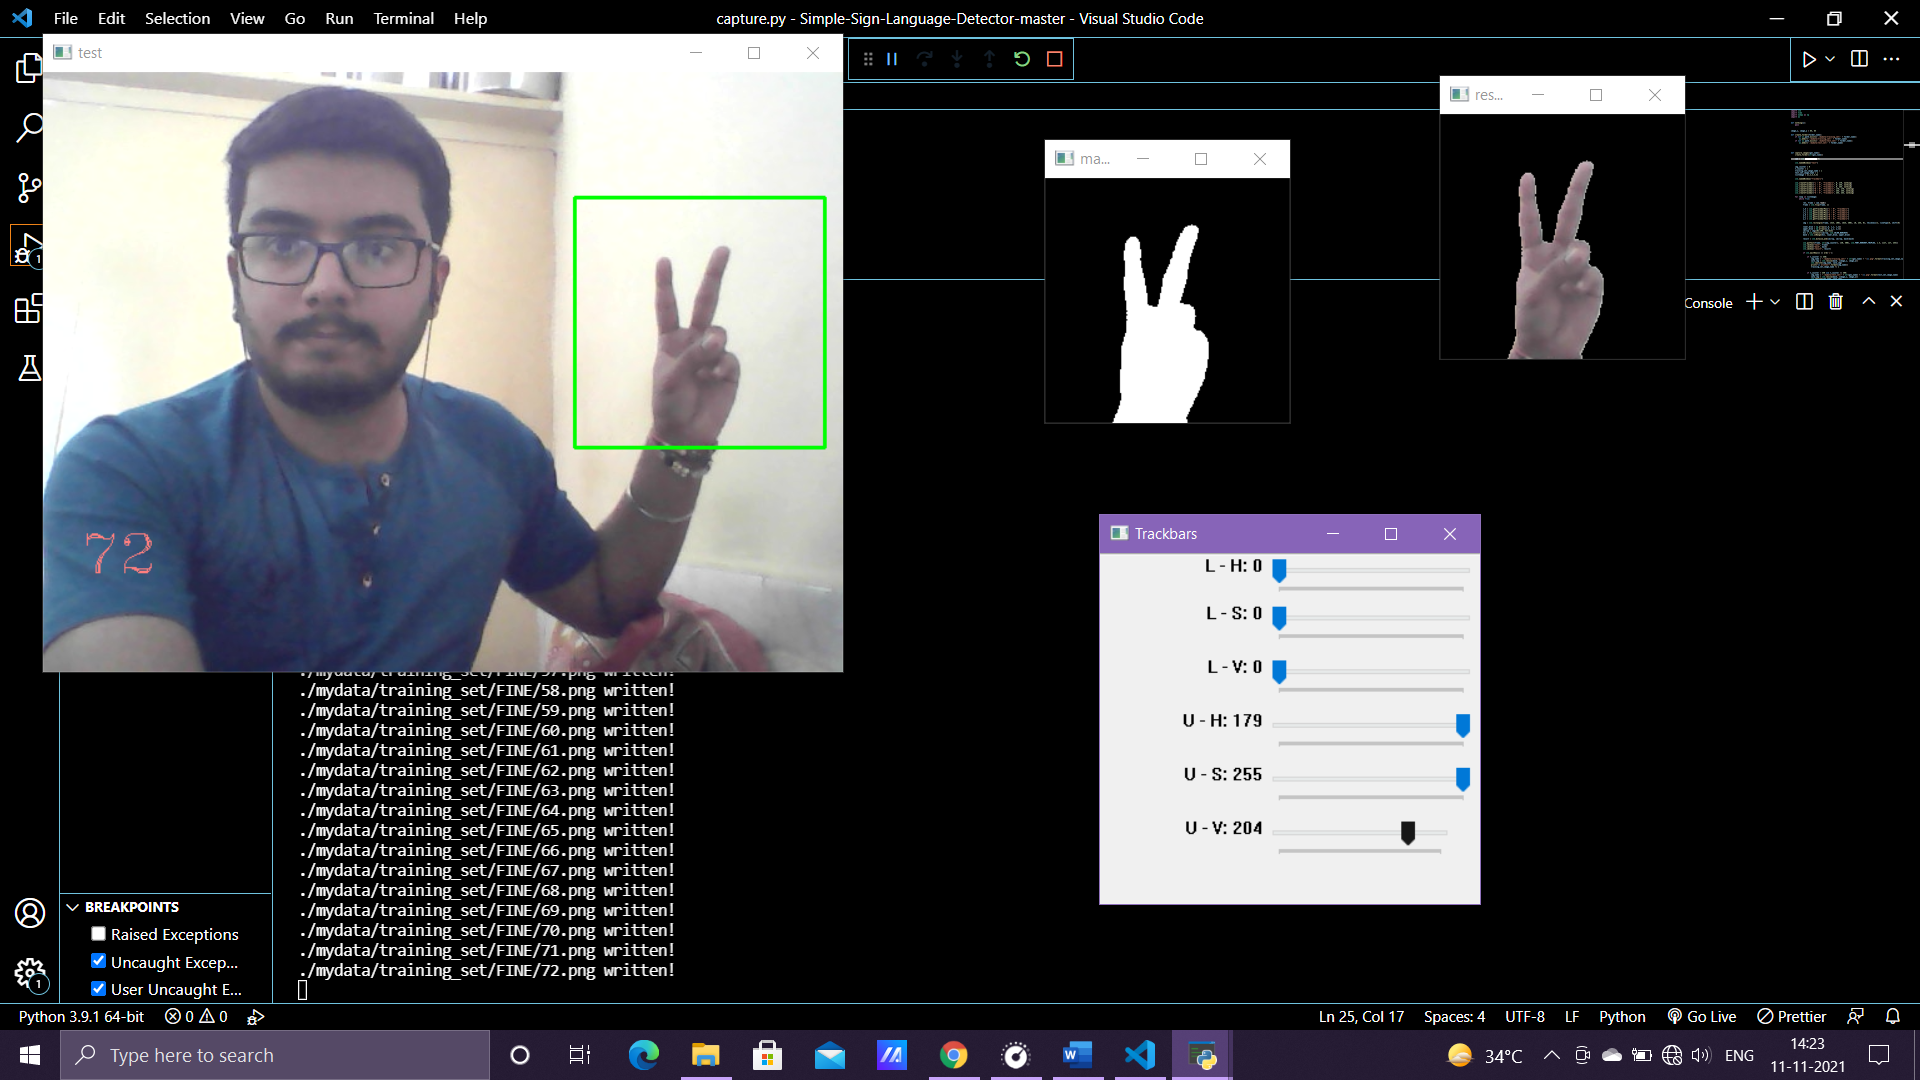 File Edit Selection View Go Run Terminal Help
capture.py - Simple-Sign-Language-Detector-master - Visual Studio Code
test
res...
ma...
1
Console
72
Trackbars
L - H: 0
L - S: 0
L - V: 0
U - H: 179
U - S: 255
U - V: 204
./mydata/training_set/FINE/57.png written!
./mydata/training_set/FINE/58.png written!
./mydata/training_set/FINE/59.png written!
./mydata/training_set/FINE/60.png written!
./mydata/training_set/FINE/61.png written!
./mydata/training_set/FINE/62.png written!
./mydata/training_set/FINE/63.png written!
./mydata/training_set/FINE/64.png written!
./mydata/training_set/FINE/65.png written!
./mydata/training_set/FINE/66.png written!
./mydata/training_set/FINE/67.png written!
./mydata/training_set/FINE/68.png written!
./mydata/training_set/FINE/69.png written!
./mydata/training_set/FINE/70.png written!
./mydata/training_set/FINE/71.png written!
./mydata/training_set/FINE/72.png written!
BREAKPOINTS
Raised Exceptions
Uncaught Excep...
User Uncaught E...
1
Python 3.9.1 64-bit 0 0
Ln 25, Col 17 Spaces: 4 UTF-8 LF Python Go Live Prettier
Type here to search
34°C ENG
14:23
11-11-2021